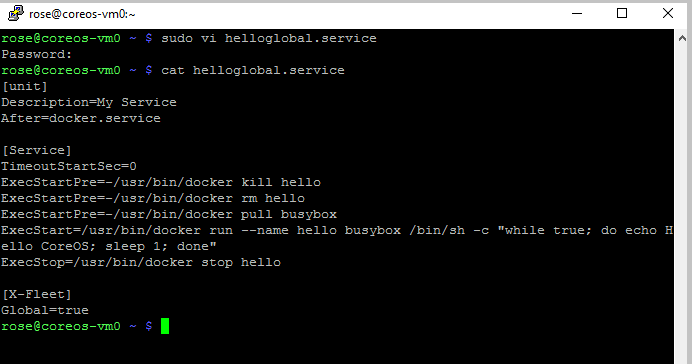 rose@coreos-vm0:~
rose@coreos-vm0 ~ $ sudo vi helloglobal.service
Password:
rose@coreos-vm0 ~ $ cat helloglobal.service
[unit]
Description=My Service
After=docker.service
[Service]
TimeoutStartSec=0
ExecStartPre=-/usr/bin/docker kill hello
ExecStartPre=-/usr/bin/docker rm hello
ExecStartPre=-/usr/bin/docker pull busybox
ExecStart=/usr/bin/docker run --name hello busybox /bin/sh -c "while true; do echo H
ello CoreOS; sleep 1; done"
ExecStop=/usr/bin/docker stop hello
[X-Fleet]
Global=true
rose@coreos-vm0 ~ $